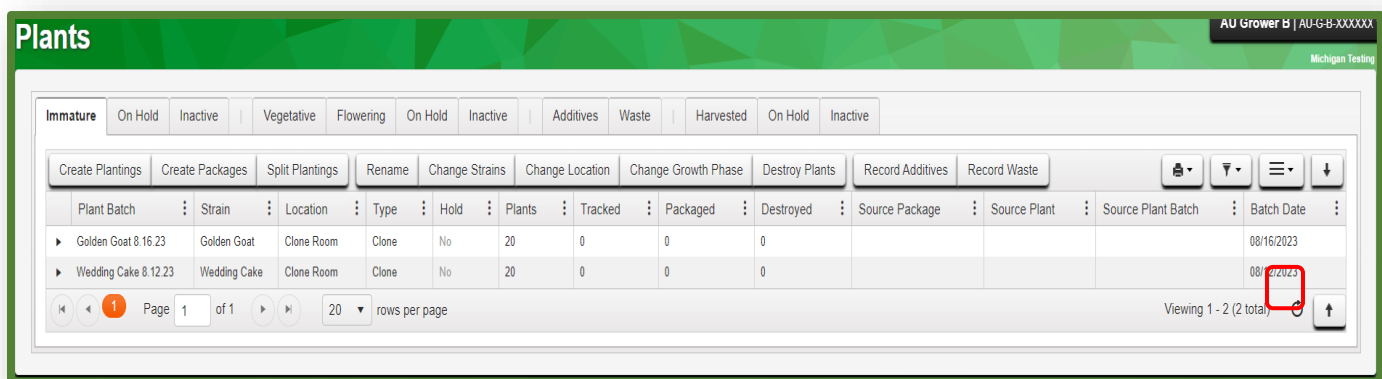 AU Grower B | AU-G-B-XXXXXX
Plants
Michigan Testing
Immature On Hold Inactive | Vegetative Flowering On Hold Inactive | Additives Waste | Harvested On Hold Inactive
Create Plantings Create Packages Split Plantings Rename Change Strains Change Location Change Growth Phase Destroy Plants Record Additives Record Waste
Plant Batch Strain Location Type Hold Plants Tracked Packaged Destroyed Source Package Source Plant Source Plant Batch Batch Date
Golden Goat 8.16.23 Golden Goat Clone Room Clone No 20 0 0 0 08/16/2023
Wedding Cake 8.12.23 Wedding Cake Clone Room Clone No 20 0 0 0 08/12/2023
1 Page 1 of 1 20 rows per page Viewing 1 - 2 (2 total)